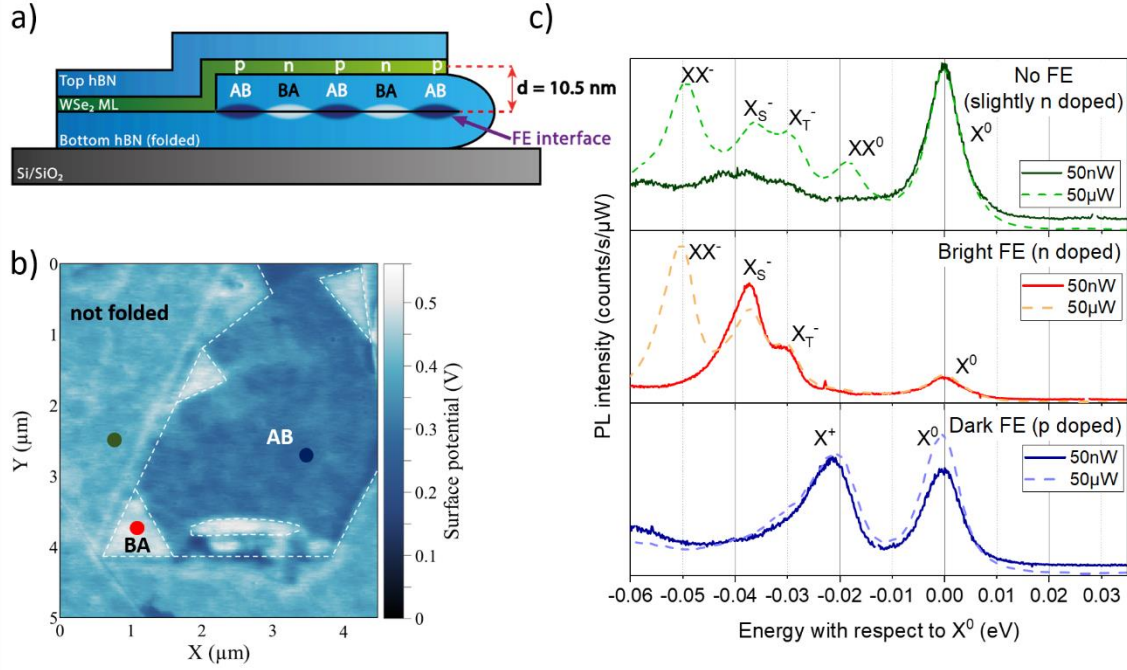 a)
p n p n p
Top hBN
AB BA AB BA AB
d = 10.5 nm
WSe₂ ML
Bottom hBN (folded)
FE interface
Si/SiO₂
b)
not folded
AB
BA
0
1
2
3
4
5
Y (µm)
0 1 2 3 4
X (µm)
0.5
0.4
0.3
0.2
0.1
0
Surface potential (V)
c)
No FE
(slightly n doped)
XX⁻
X_S⁻
X_T⁻
XX⁰
X⁰
50nW
50µW
Bright FE (n doped)
XX⁻
X_S⁻
X_T⁻
X⁰
50nW
50µW
Dark FE (p doped)
X⁺
X⁰
50nW
50µW
PL intensity (counts/s/µW)
-0.06 -0.05 -0.04 -0.03 -0.02 -0.01 0.00 0.01 0.02 0.03
Energy with respect to X⁰ (eV)